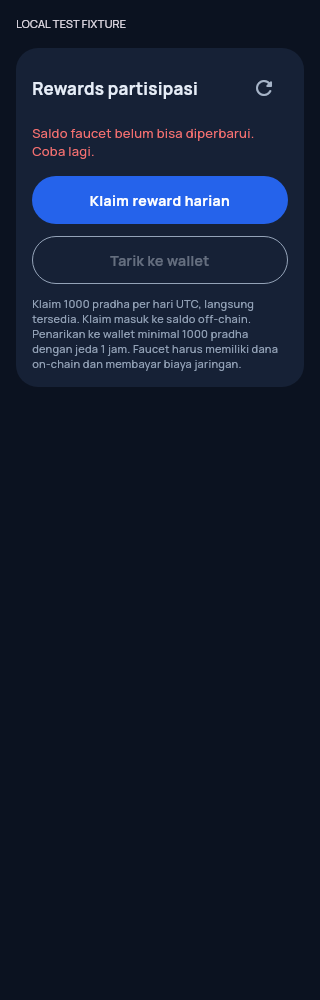 LOCAL TEST FIXTURE
Rewards partisipasi
Saldo faucet belum bisa diperbarui.
Coba lagi.
Klaim reward harian
Tarik ke wallet
Klaim 1000 pradha per hari UTC, langsung
tersedia. Klaim masuk ke saldo off-chain.
Penarikan ke wallet minimal 1000 pradha
dengan jeda 1 jam. Faucet harus memiliki dana
on-chain dan membayar biaya jaringan.